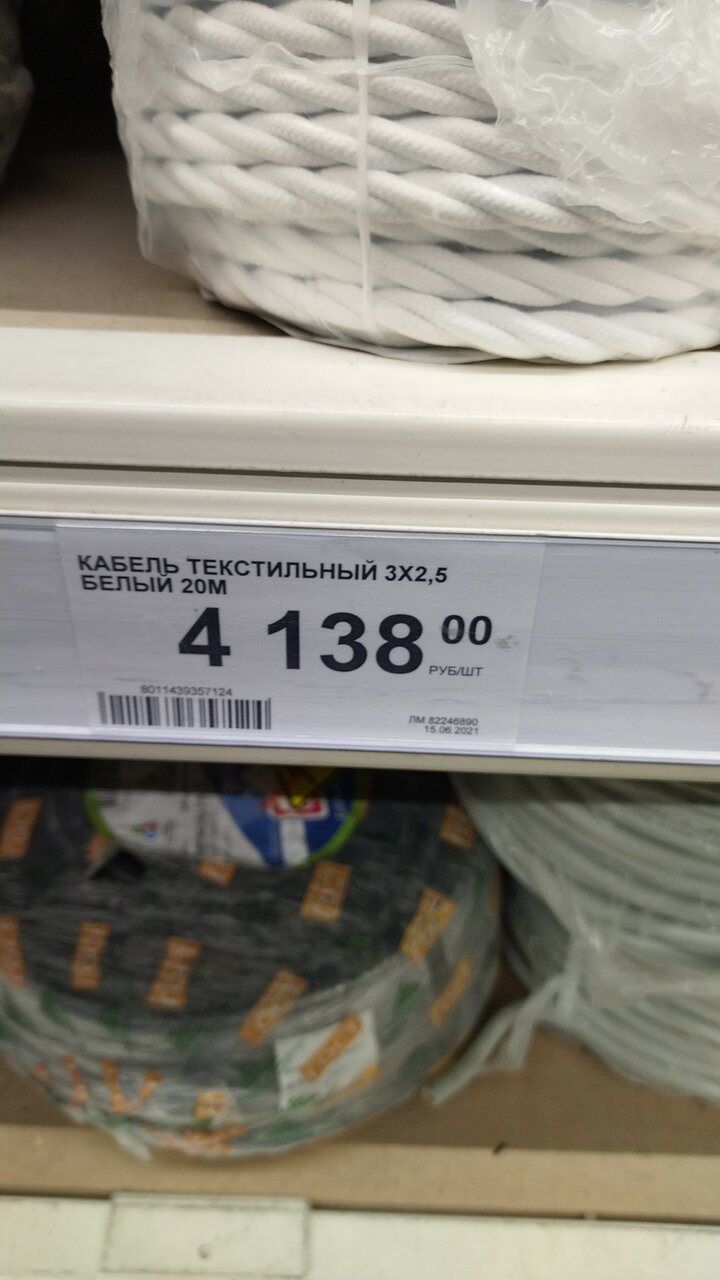 КАБЕЛЬ ТЕКСТИЛЬНЫЙ 3Х2,5
БЕЛЫЙ 20М
4 138 00
РУБ/ШТ
8011439357124
ЛМ 82246890
15.06.2021